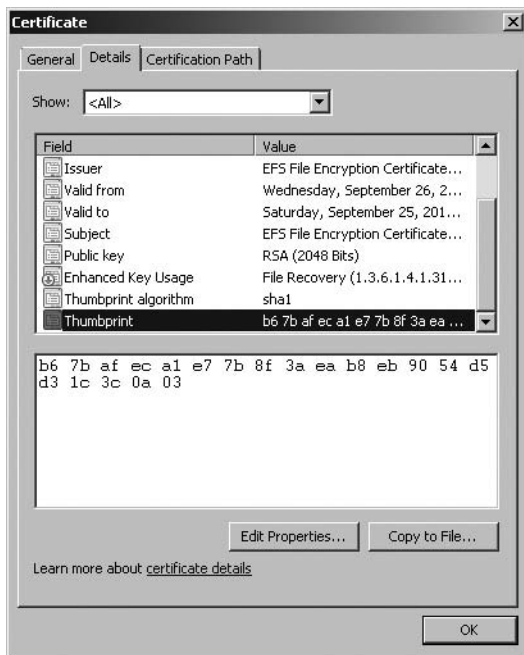 Certificate
General Details Certification Path
Show: <All>
Field Value
Issuer EFS File Encryption Certificate...
Valid from Wednesday, September 26, 2...
Valid to Saturday, September 25, 201...
Subject EFS File Encryption Certificate...
Public key RSA (2048 Bits)
Enhanced Key Usage File Recovery (1.3.6.1.4.1.31...
Thumbprint algorithm sha1
Thumbprint b6 7b af ec a1 e7 7b 8f 3a ea ...
b6 7b af ec a1 e7 7b 8f 3a ea b8 eb 90 54 d5
d3 1c 3c 0a 03
Edit Properties... Copy to File...
Learn more about certificate details
OK